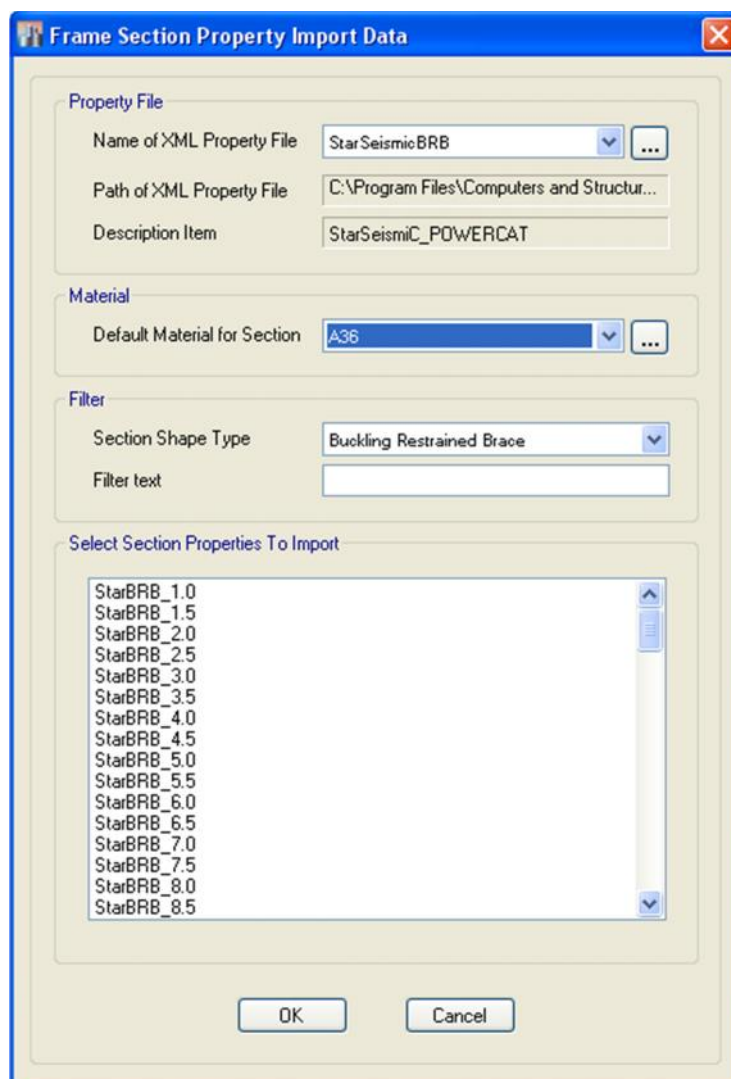 Frame Section Property Import Data
Property File
Name of XML Property File StarSeismicBRB ...
Path of XML Property File C:\Program Files\Computers and Structur...
Description Item StarSeismiC_POWERCAT
Material
Default Material for Section A36 ...
Filter
Section Shape Type Buckling Restrained Brace
Filter text
Select Section Properties To Import
StarBRB_1.0
StarBRB_1.5
StarBRB_2.0
StarBRB_2.5
StarBRB_3.0
StarBRB_3.5
StarBRB_4.0
StarBRB_4.5
StarBRB_5.0
StarBRB_5.5
StarBRB_6.0
StarBRB_6.5
StarBRB_7.0
StarBRB_7.5
StarBRB_8.0
StarBRB_8.5
OK Cancel